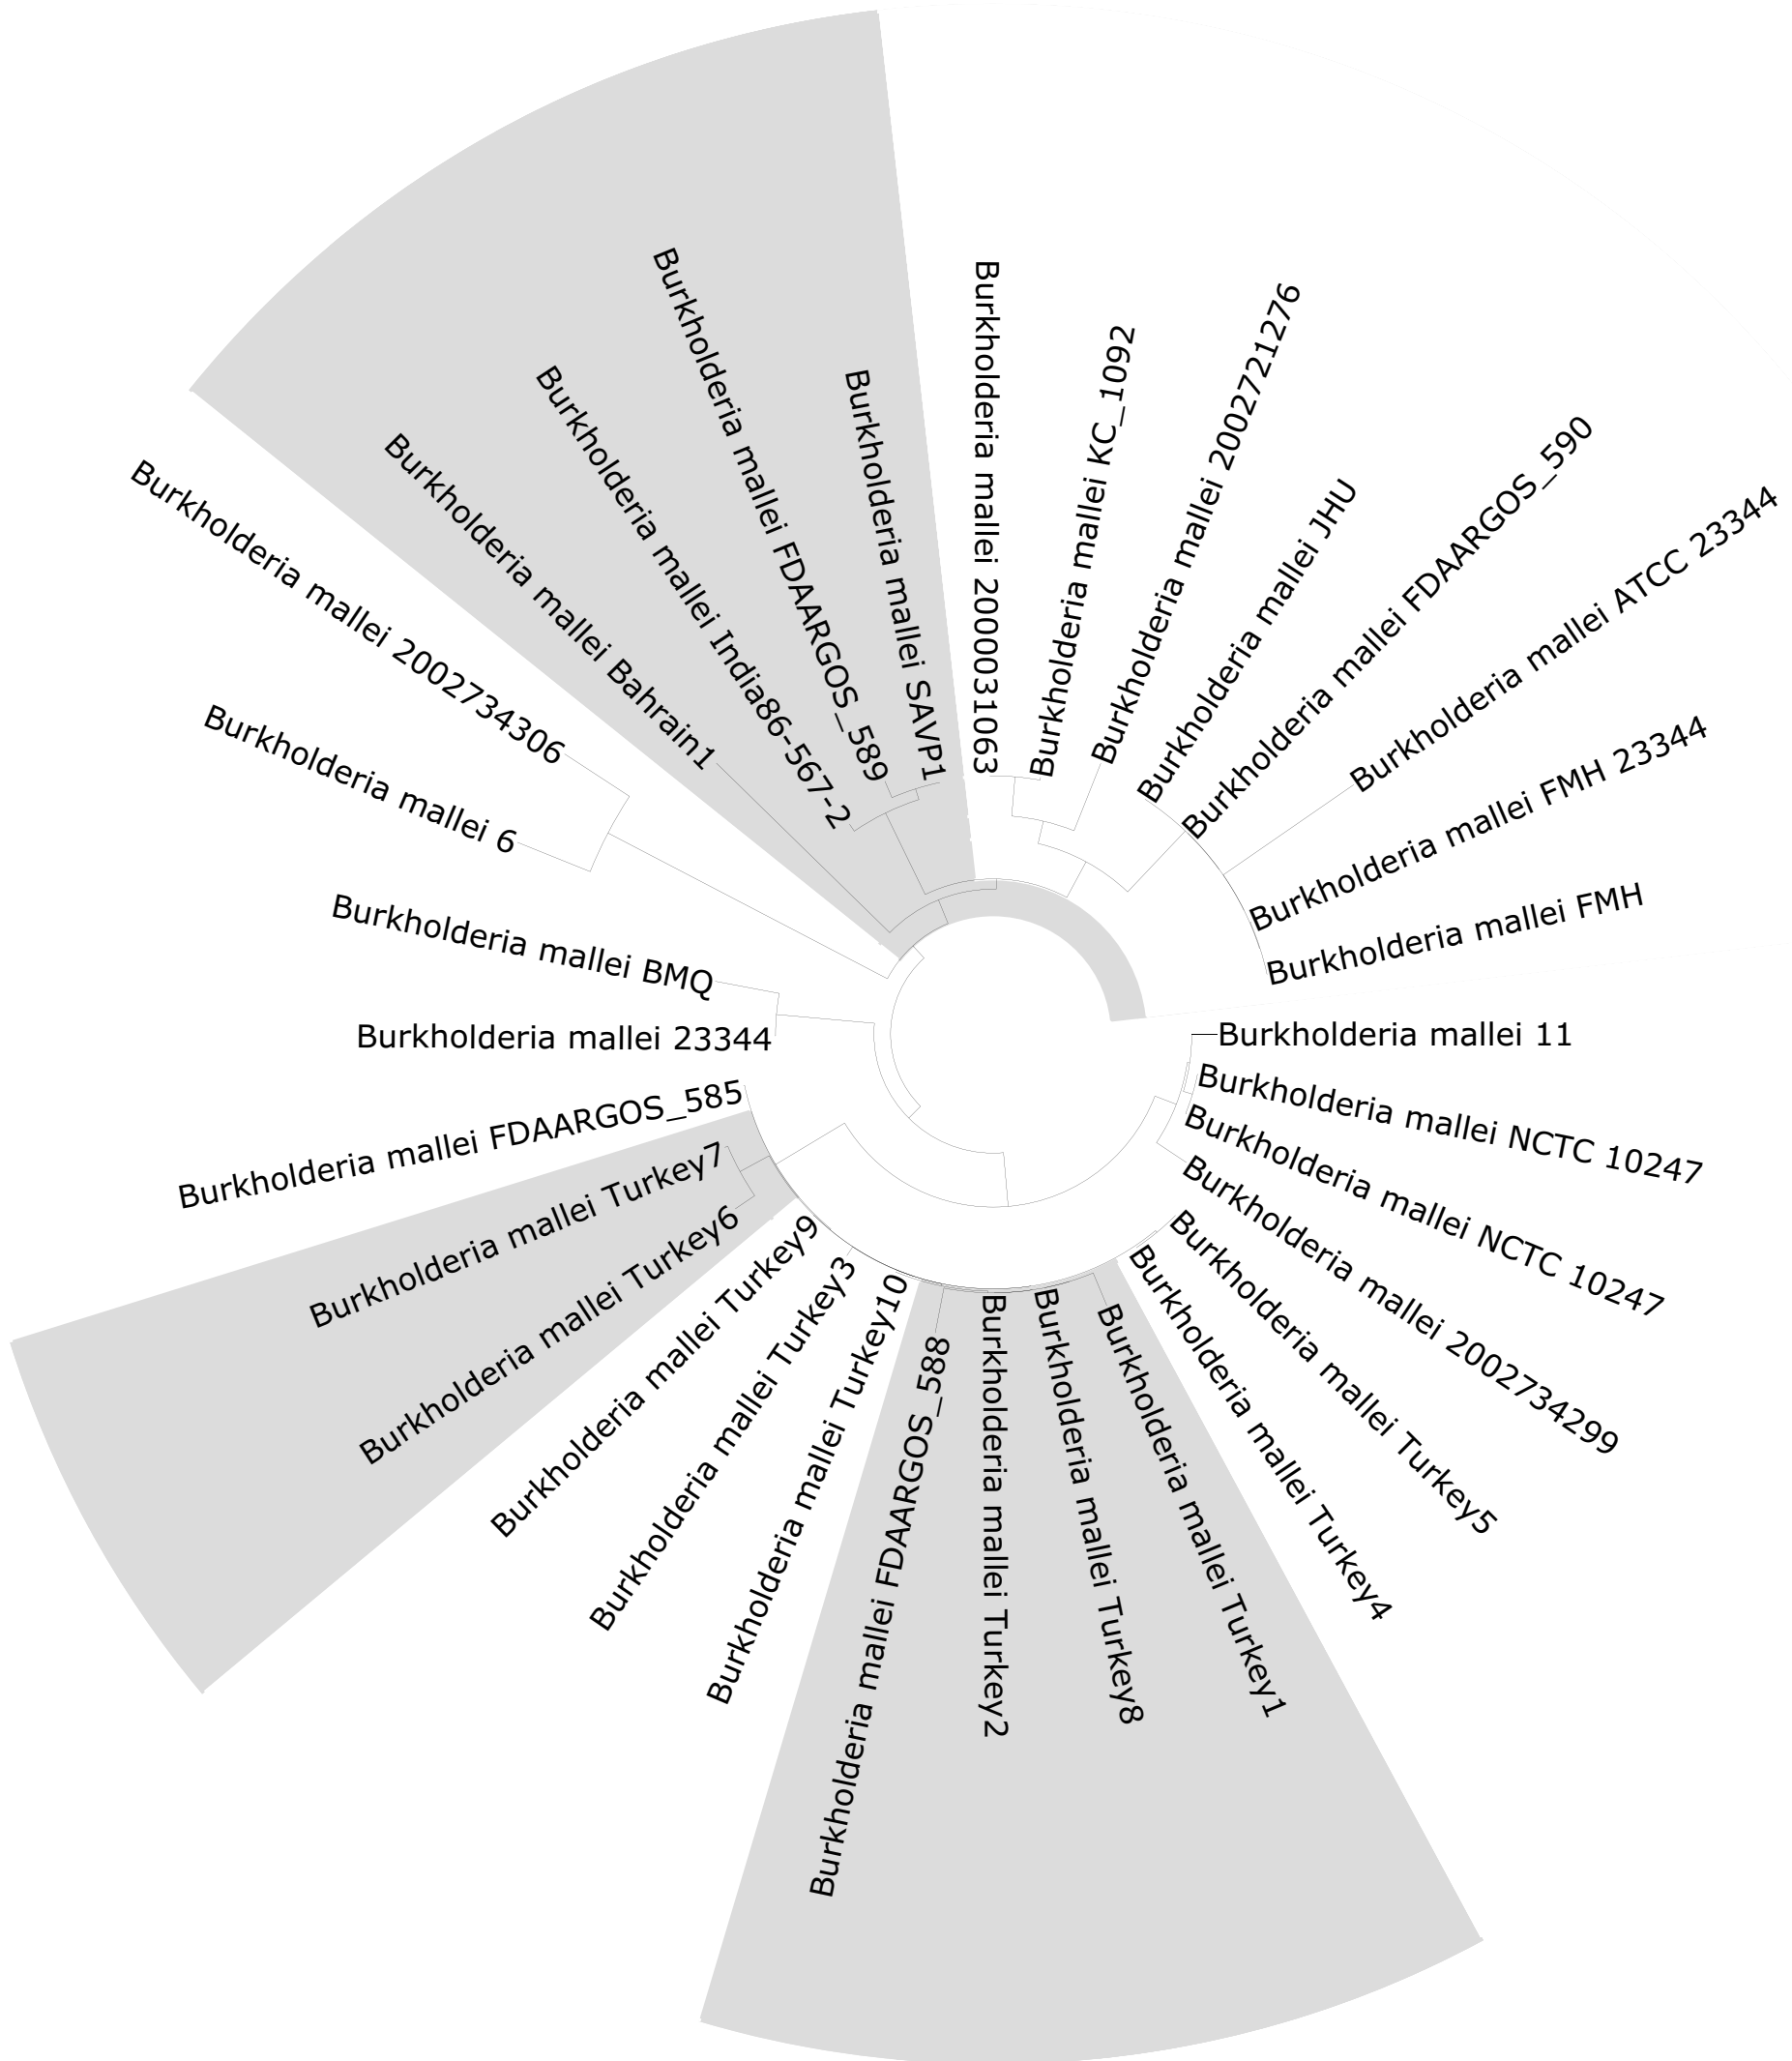 Burkholderia mallei 2000031063
Burkholderia mallei KC_1092
Burkholderia mallei 2002721276
Burkholderia mallei JHU
Burkholderia mallei FDAARGOS_590
Burkholderia mallei ATCC 23344
Burkholderia mallei FMH 23344
Burkholderia mallei FMH
Burkholderia mallei 11
Burkholderia mallei NCTC 10247
Burkholderia mallei NCTC 10247
Burkholderia mallei 2002734299
Burkholderia mallei Turkey5
Burkholderia mallei Turkey4
Burkholderia mallei Turkey1
Burkholderia mallei Turkey8
Burkholderia mallei Turkey2
Burkholderia mallei FDAARGOS_588
Burkholderia mallei Turkey10
Burkholderia mallei Turkey3
Burkholderia mallei Turkey9
Burkholderia mallei Turkey6
Burkholderia mallei Turkey7
Burkholderia mallei FDAARGOS_585
Burkholderia mallei 23344
Burkholderia mallei BMQ
Burkholderia mallei 6
Burkholderia mallei 2002734306
Burkholderia mallei Bahrain1
Burkholderia mallei India86-567-2
Burkholderia mallei FDAARGOS_589
Burkholderia mallei SAVP1